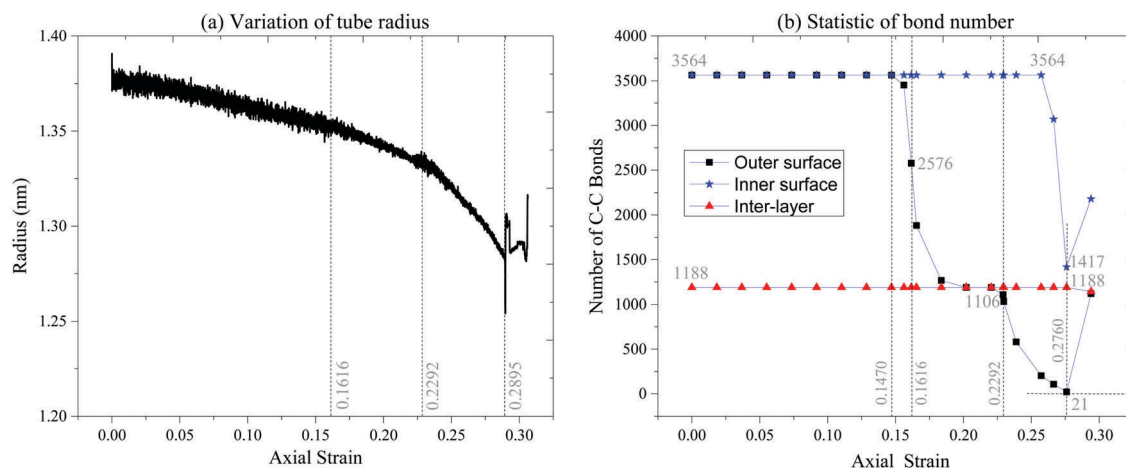 (a) Variation of tube radius
1.40
1.35
1.30
1.25
1.20
Radius (nm)
0.1616
0.2292
0.2895
0.00 0.05 0.10 0.15 0.20 0.25 0.30
Axial Strain
(b) Statistic of bond number
4000
3500
3000
2500
2000
1500
1000
500
0
Number of C-C Bonds
3564
3564
2576
Outer surface
Inner surface
Inter-layer
1417
1188
1188
1106
0.1470
0.1616
0.2292
0.2760
21
0.00 0.05 0.10 0.15 0.20 0.25 0.30
Axial Strain